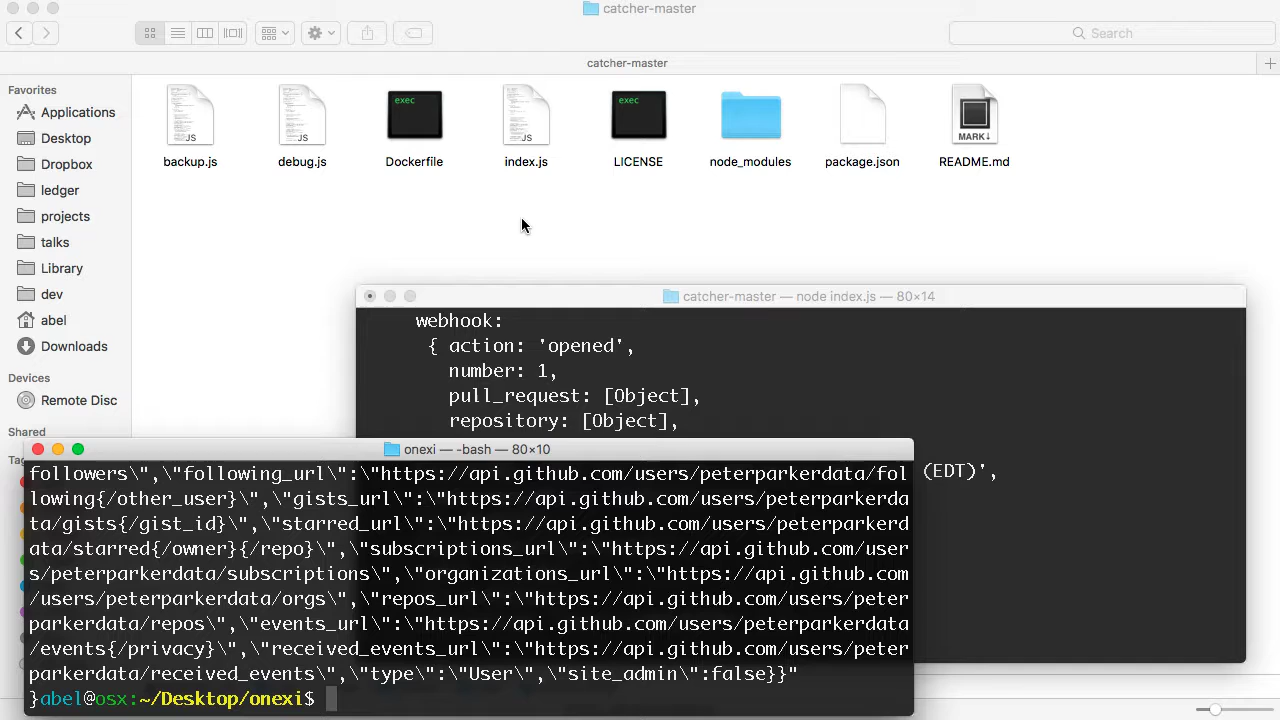 catcher-master
Search
catcher-master
Favorites
Applications
Desktop
Dropbox
ledger
projects
talks
Library
dev
abel
Downloads
Devices
Remote Disc
Shared
Tag
JS
JS
exec
JS
exec
MARK↓
backup.js
debug.js
Dockerfile
index.js
LICENSE
node_modules
package.json
README.md
catcher-master — node index.js — 80×14
webhook:
{ action: 'opened',
number: 1,
pull_request: [Object],
repository: [Object],
(EDT)',
onexi — -bash — 80×10
followers\",\"following_url\":\"https://api.github.com/users/peterparkerdata/fol
lowing{/other_user}\",\"gists_url\":\"https://api.github.com/users/peterparkerda
ta/gists{/gist_id}\",\"starred_url\":\"https://api.github.com/users/peterparkerd
ata/starred{/owner}{/repo}\",\"subscriptions_url\":\"https://api.github.com/user
s/peterparkerdata/subscriptions\",\"organizations_url\":\"https://api.github.com
/users/peterparkerdata/orgs\",\"repos_url\":\"https://api.github.com/users/peter
parkerdata/repos\",\"events_url\":\"https://api.github.com/users/peterparkerdata
/events{/privacy}\",\"received_events_url\":\"https://api.github.com/users/peter
parkerdata/received_events\",\"type\":\"User\",\"site_admin\":false}}"
}abel@osx:~/Desktop/onexi$